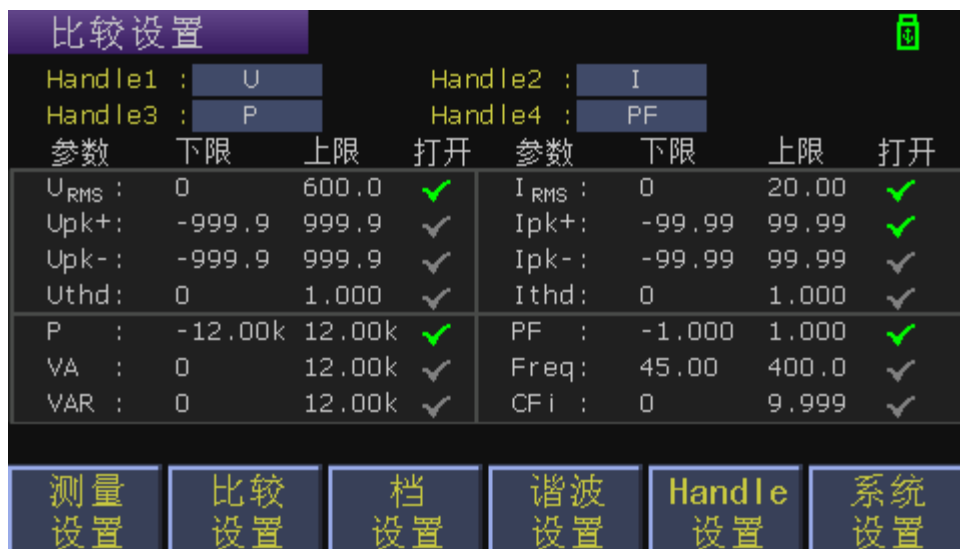 比较设置
Handle1 : U Handle2 : I
Handle3 : P Handle4 : PF
参数 下限 上限 打开 参数 下限 上限 打开
URMS : 0 600.0 IRMS : 0 20.00
Upk+: -999.9 999.9 Ipk+: -99.99 99.99
Upk-: -999.9 999.9 Ipk-: -99.99 99.99
Uthd: 0 1.000 Ithd: 0 1.000
P : -12.00k 12.00k PF : -1.000 1.000
VA : 0 12.00k Freq: 45.00 400.0
VAR : 0 12.00k CFi : 0 9.999
测量 比较 档 谐波 Handle 系统
设置 设置 设置 设置 设置 设置